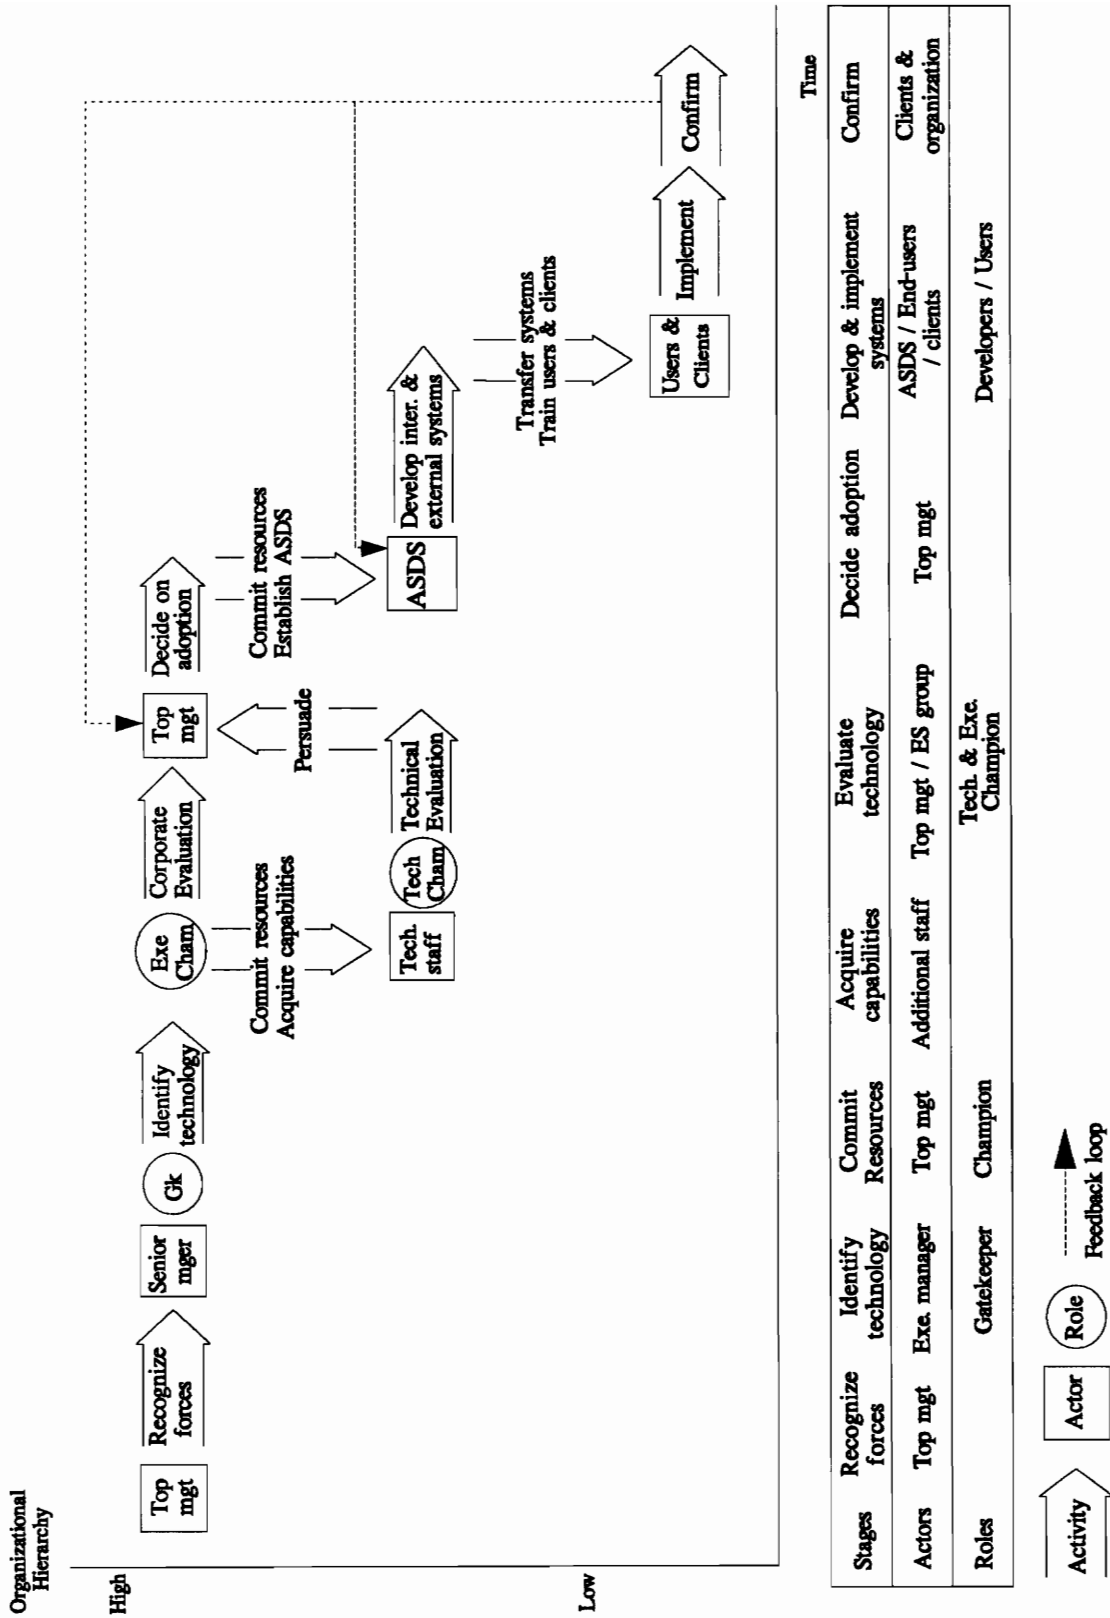 Organizational
Hierarchy
High
Low
Time
Top
mgt
Recognize
forces
Senior
mger
Gk
Identify
technology
Exe
Cham
Corporate
Evaluation
Top
mgt
Decide on
adoption
Commit resources
Acquire capabilities
Persuade
Commit resources
Establish ASDS
Tech.
staff
Tech
Cham
Technical
Evaluation
ASDS
Develop inter. &
external systems
Transfer systems
Train users & clients
Users &
Clients
Implement
Confirm
Stages
Recognize
forces
Identify
technology
Commit
Resources
Acquire
capabilities
Evaluate
technology
Decide adoption
Develop & implement
systems
Confirm
Actors
Top mgt
Exe. manager
Top mgt
Additional staff
Top mgt / ES group
Top mgt
ASDS / End-users
/ clients
Clients &
organization
Roles
Gatekeeper
Champion
Tech. & Exe.
Champion
Developers / Users
Activity
Actor
Role
Feedback loop